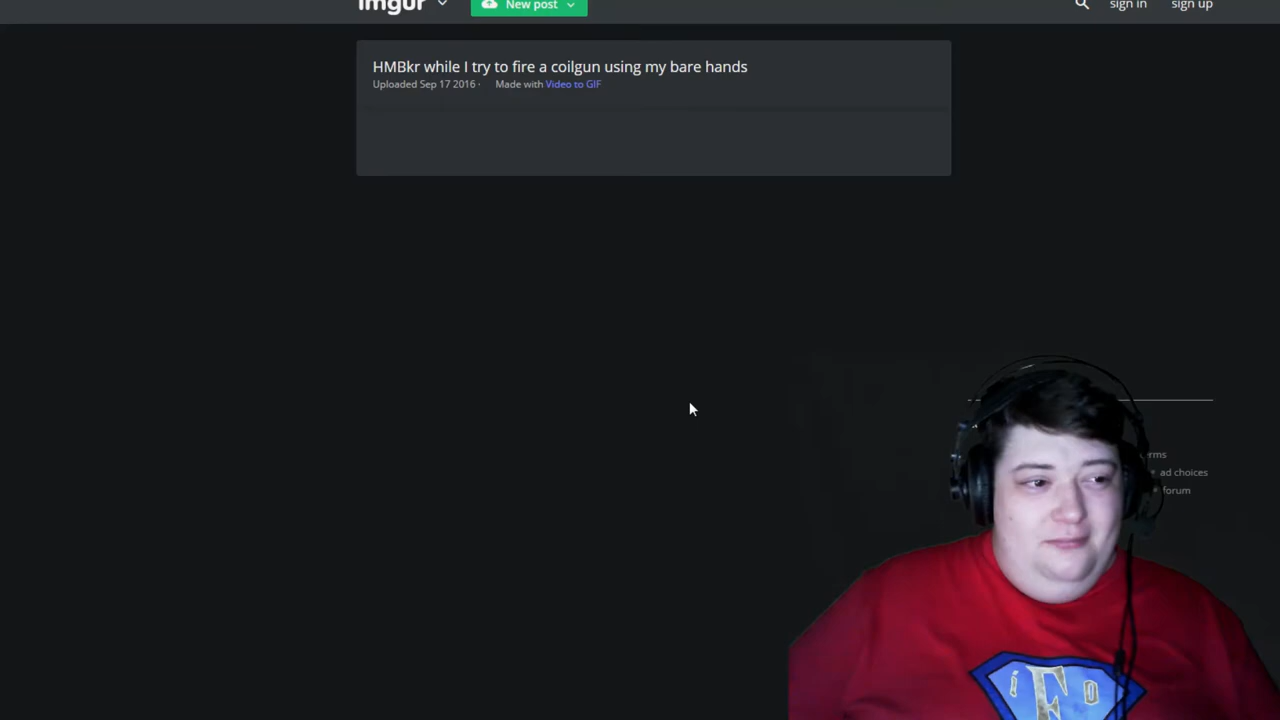 imgur
New post
sign in
sign up
HMBkr while I try to fire a coilgun using my bare hands
Uploaded Sep 17 2016 · Made with Video to GIF
erms
ad choices
forum
i F O